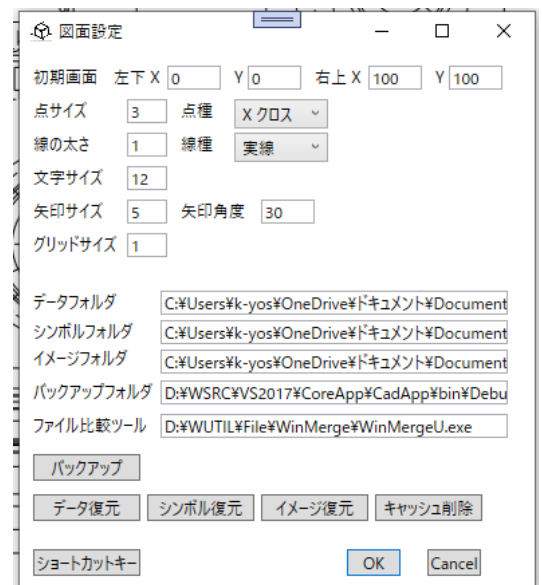 図面設定
初期画面 左下 X 0 Y 0 右上 X 100 Y 100
点サイズ 3 点種 X クロス
線の太さ 1 線種 実線
文字サイズ 12
矢印サイズ 5 矢印角度 30
グリッドサイズ 1
データフォルダ C:¥Users¥k-yos¥OneDrive¥ドキュメント¥Document
シンボルフォルダ C:¥Users¥k-yos¥OneDrive¥ドキュメント¥Document
イメージフォルダ C:¥Users¥k-yos¥OneDrive¥ドキュメント¥Document
バックアップフォルダ D:¥WSRC¥VS2017¥CoreApp¥CadApp¥bin¥Debu
ファイル比較ツール D:¥WUTIL¥File¥WinMerge¥WinMergeU.exe
バックアップ
データ復元 シンボル復元 イメージ復元 キャッシュ削除
ショートカットキー OK Cancel